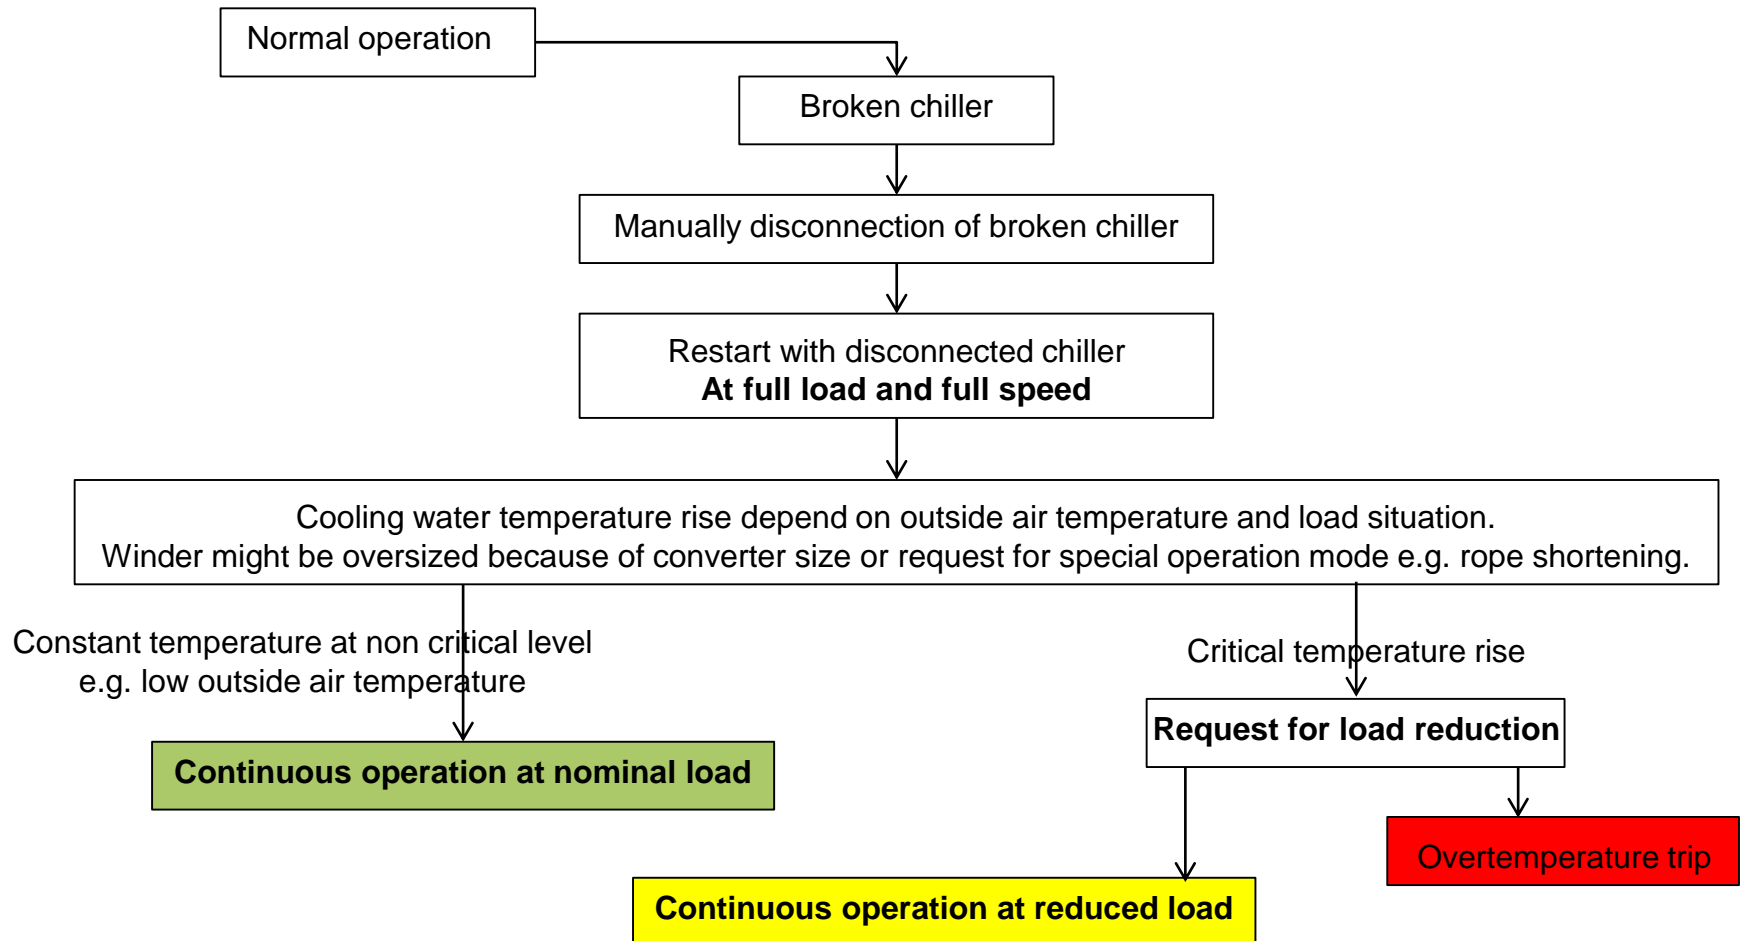 Normal operation
Broken chiller
Manually disconnection of broken chiller
Restart with disconnected chiller
At full load and full speed
Cooling water temperature rise depend on outside air temperature and load situation.
Winder might be oversized because of converter size or request for special operation mode e.g. rope shortening.
Constant temperature at non critical level
e.g. low outside air temperature
Critical temperature rise
Request for load reduction
Continuous operation at nominal load
Overtemperature trip
Continuous operation at reduced load